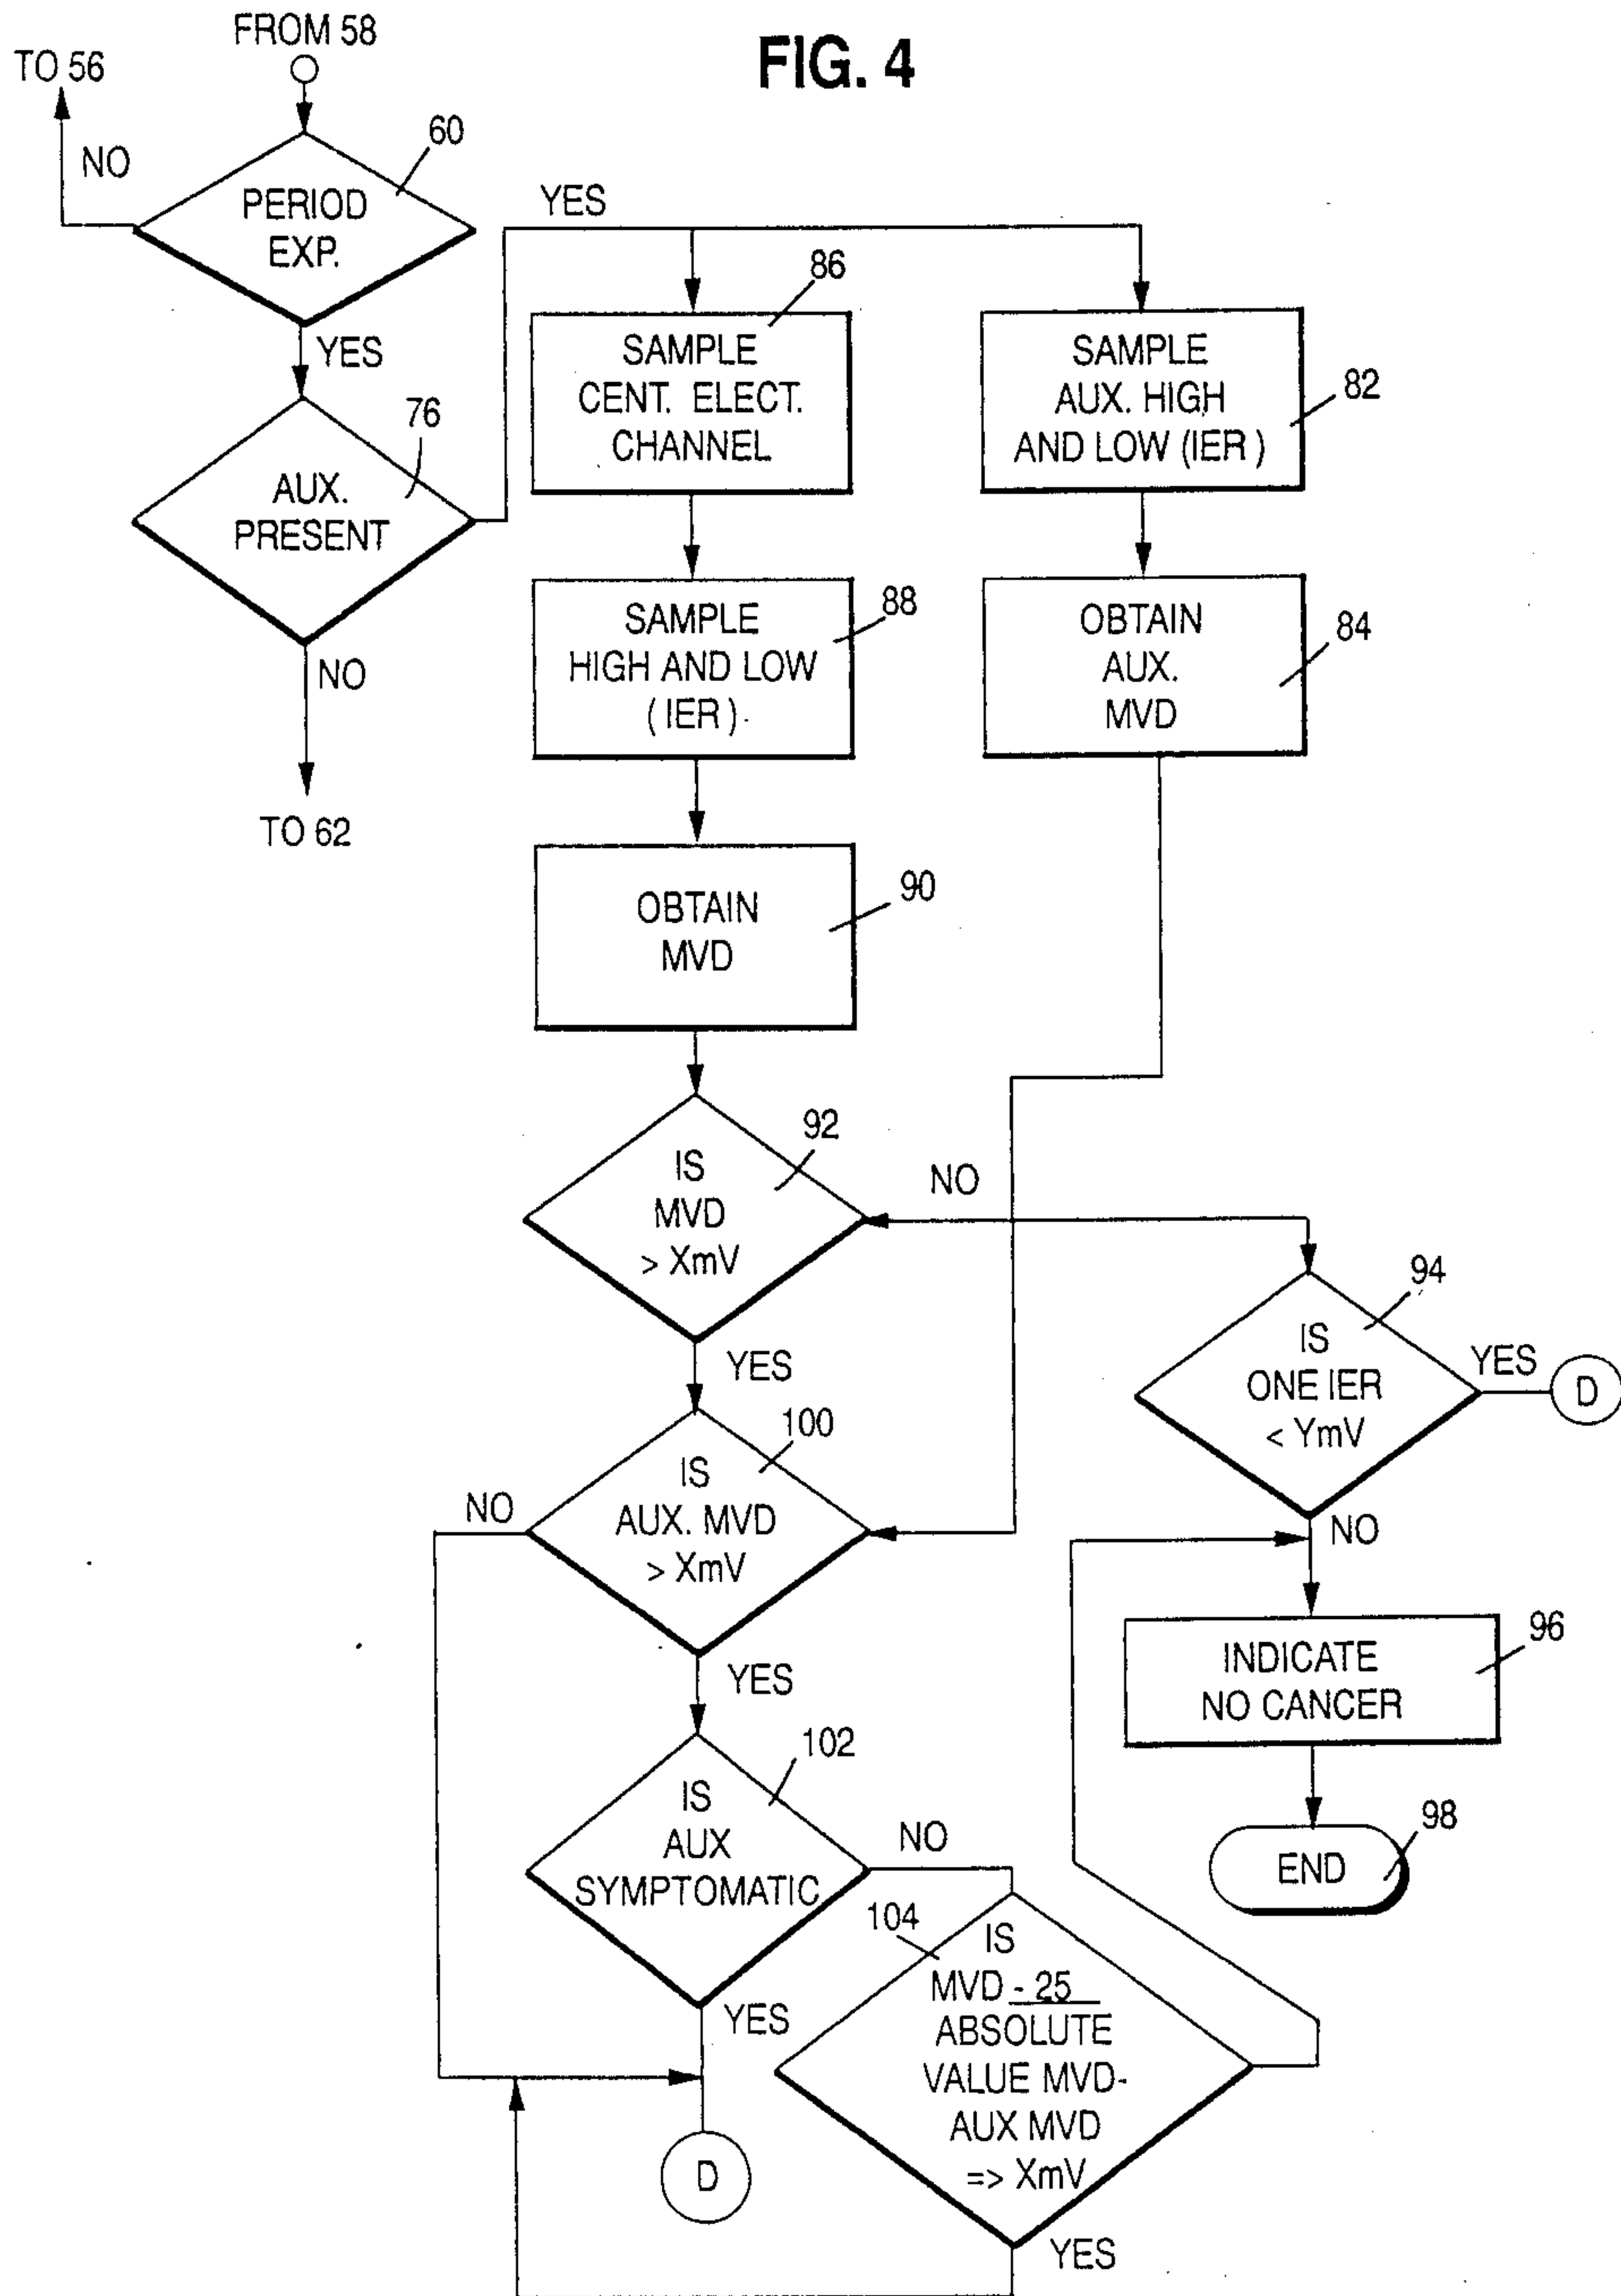 FROM 58
TO 56
FIG. 4
NO
60
PERIOD
EXP.
YES
YES
76
AUX.
PRESENT
NO
TO 62
86
SAMPLE
CENT. ELECT.
CHANNEL
82
SAMPLE
AUX. HIGH
AND LOW (IER)
88
SAMPLE
HIGH AND LOW
(IER)
84
OBTAIN
AUX.
MVD
90
OBTAIN
MVD
92
IS
MVD
> XmV
NO
YES
94
IS
ONE IER
< YmV
YES
D
NO
100
IS
AUX. MVD
> XmV
NO
YES
96
INDICATE
NO CANCER
98
END
102
IS
AUX
SYMPTOMATIC
NO
YES
104
IS
MVD - 25
ABSOLUTE
VALUE MVD-
AUX MVD
=> XmV
YES
D